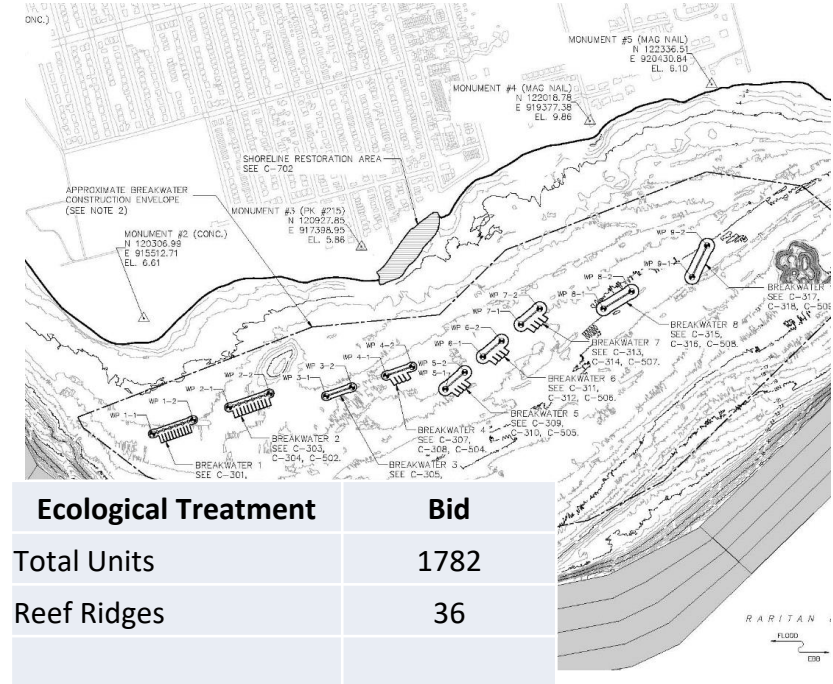 ONC.)
MONUMENT #5 (MAG NAIL)
N 122336.51
E 920430.84
EL. 6.10
MONUMENT #4 (MAG NAIL)
N 122018.78
E 919377.38
EL. 9.86
SHORELINE RESTORATION AREA
SEE C-702
APPROXIMATE BREAKWATER
CONSTRUCTION ENVELOPE
(SEE NOTE 2)
MONUMENT #3 (PK #215)
N 120927.85
E 917398.95
EL. 5.86
MONUMENT #2 (CONC.)
N 120306.99
E 915512.71
EL. 6.61
WP 9-2
WP 9-1
WP 8-2
WP 8-1
WP 7-2
WP 7-1
WP 6-2
WP 6-1
WP 5-2
WP 5-1
WP 4-2
WP 4-1
WP 3-2
WP 3-1
WP 2-2
WP 2-1
WP 1-2
WP 1-1
BREAKWATER
SEE C-317,
C-318, C-509
BREAKWATER 8
SEE C-315,
C-316, C-508.
BREAKWATER 7
SEE C-313,
C-314, C-507.
BREAKWATER 6
SEE C-311,
C-312, C-506.
BREAKWATER 5
SEE C-309,
C-310, C-505.
BREAKWATER 4
SEE C-307,
C-308, C-504.
BREAKWATER 3
SEE C-305,
BREAKWATER 2
SEE C-303,
C-304, C-502.
BREAKWATER 1
SEE C-301,
Ecological Treatment Bid
Total Units 1782
Reef Ridges 36
RARITAN
FLOOD
EBB